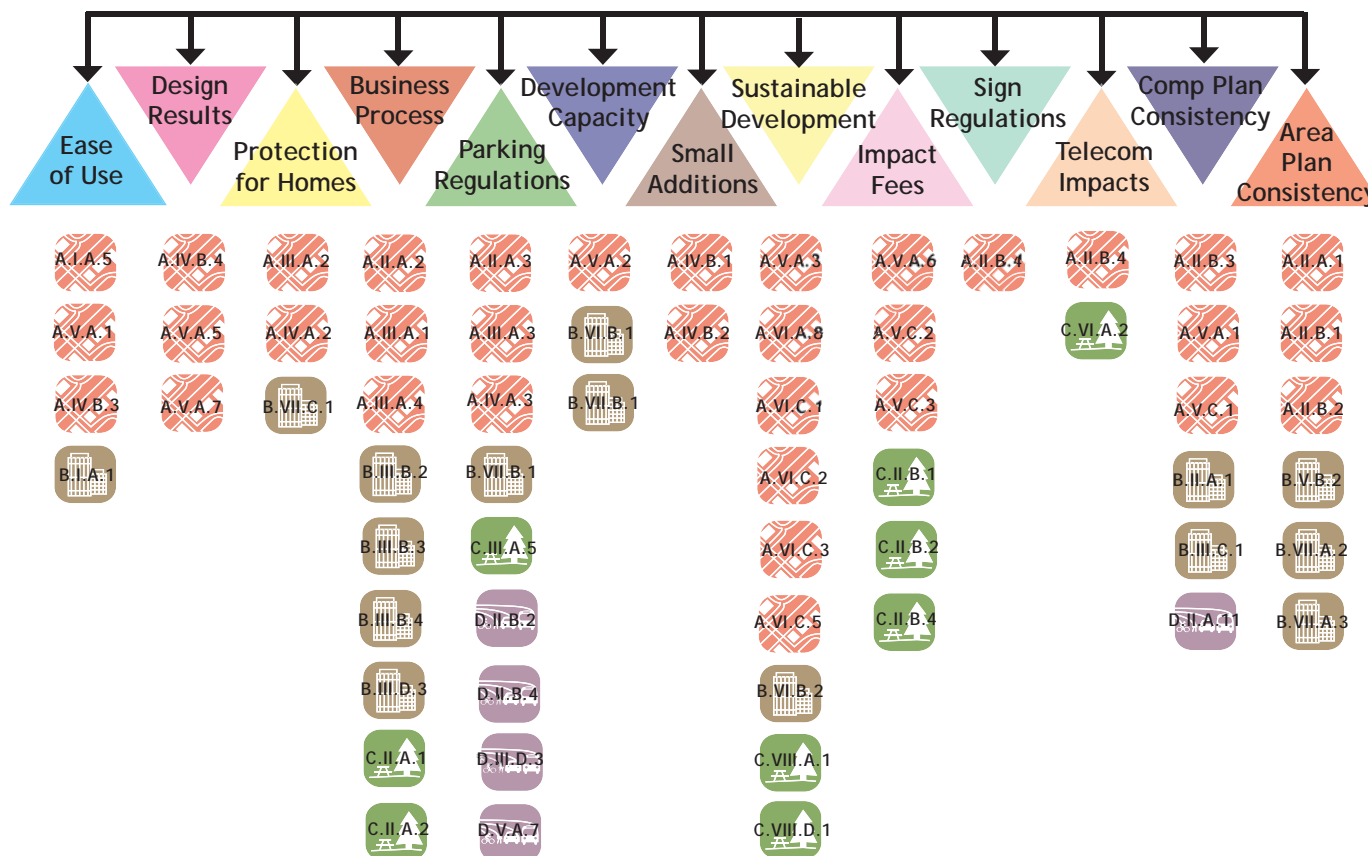 Ease
of Use
Design
Results
Protection
for Homes
Business
Process
Parking
Regulations
Development
Capacity
Small
Additions
Sustainable
Development
Impact
Fees
Sign
Regulations
Telecom
Impacts
Comp Plan
Consistency
Area
Plan
Consistency
A.I.A.5
A.V.A.1
A.IV.B.3
B.I.A.1
A.IV.B.4
A.V.A.5
A.V.A.7
A.III.A.2
A.IV.A.2
B.VII.C.1
A.II.A.2
A.III.A.1
A.III.A.4
B.III.B.2
B.III.B.3
B.III.B.4
B.III.D.3
C.II.A.1
C.II.A.2
A.II.A.3
A.III.A.3
A.IV.A.3
B.VII.B.1
C.III.A.5
D.II.B.2
D.II.B.4
D.III.D.3
D.V.A.7
A.V.A.2
B.VI.B.1
B.VII.B.1
A.IV.B.1
A.IV.B.2
A.V.A.3
A.VI.A.8
A.VI.C.1
A.VI.C.2
A.VI.C.3
A.VI.C.5
B.VI.B.2
C.VIII.A.1
C.VIII.D.1
A.V.A.6
A.V.C.2
A.V.C.3
C.II.B.1
C.II.B.2
C.II.B.4
A.II.B.4
A.II.B.4
C.VI.A.2
A.II.B.3
A.V.A.1
A.V.C.1
B.II.A.1
B.III.C.1
D.II.A.11
A.II.A.1
A.II.B.1
A.II.B.2
B.V.B.2
B.VII.A.2
B.VII.A.3